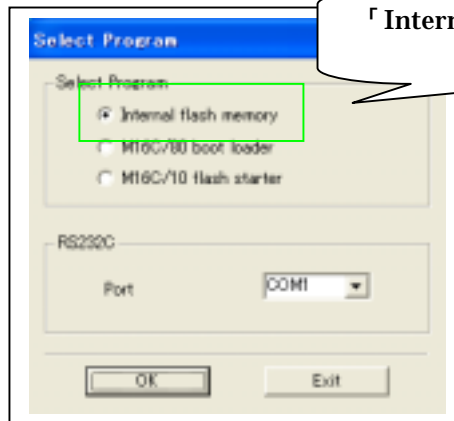 「Intern
Select Program
Select Program
Internal flash memory
M16C/80 boot loader
M16C/10 flash starter
RS232C
Port
COM1
OK
Exit